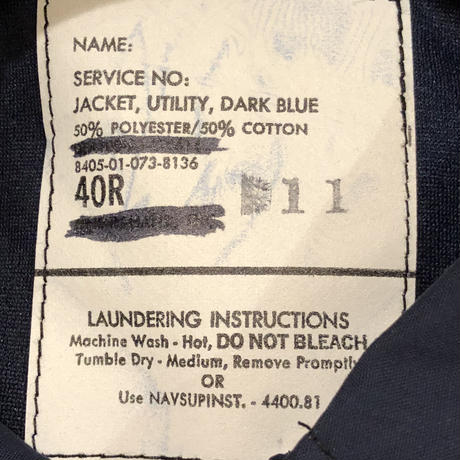 NAME:
SERVICE NO:
JACKET, UTILITY, DARK BLUE
50% POLYESTER/50% COTTON
8405-01-073-8136
40R
11
LAUNDERING INSTRUCTIONS
Machine Wash - Hot, DO NOT BLEACH
Tumble Dry - Medium, Remove Promptly
OR
Use NAVSUPINST. - 4400.81